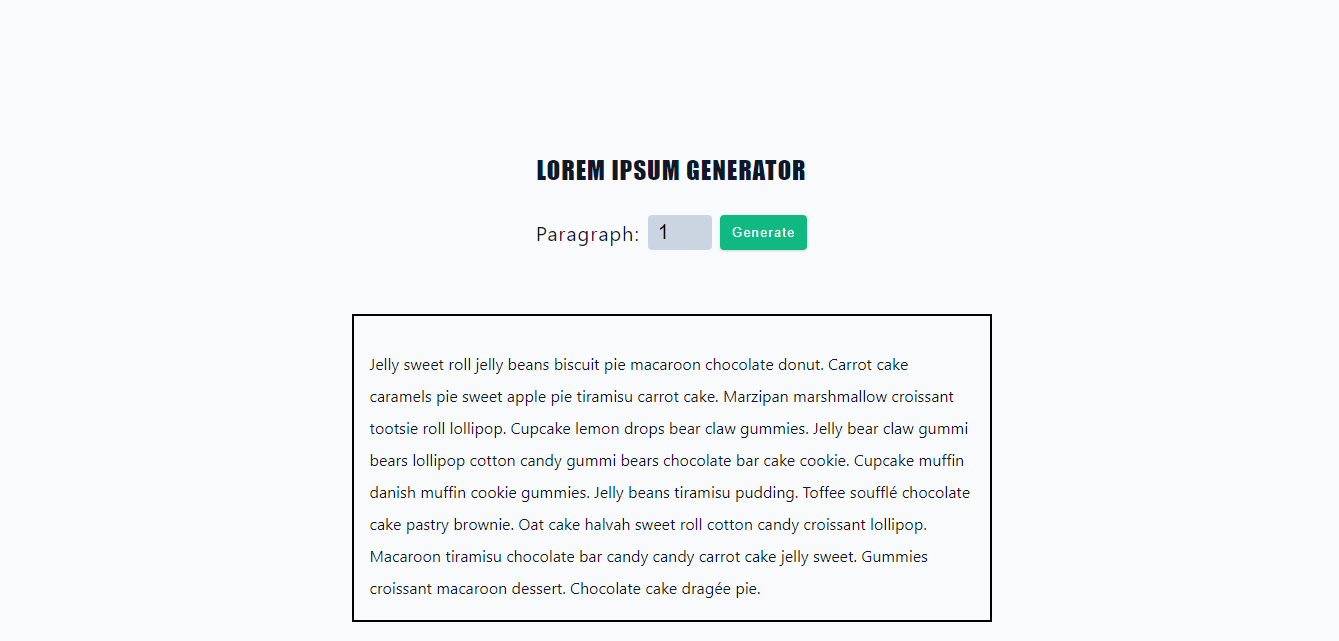 LOREM IPSUM GENERATOR
Paragraph: 1 Generate
Jelly sweet roll jelly beans biscuit pie macaroon chocolate donut. Carrot cake
caramels pie sweet apple pie tiramisu carrot cake. Marzipan marshmallow croissant
tootsie roll lollipop. Cupcake lemon drops bear claw gummies. Jelly bear claw gummi
bears lollipop cotton candy gummi bears chocolate bar cake cookie. Cupcake muffin
danish muffin cookie gummies. Jelly beans tiramisu pudding. Toffee soufflé chocolate
cake pastry brownie. Oat cake halvah sweet roll cotton candy croissant lollipop.
Macaroon tiramisu chocolate bar candy candy carrot cake jelly sweet. Gummies
croissant macaroon dessert. Chocolate cake dragée pie.